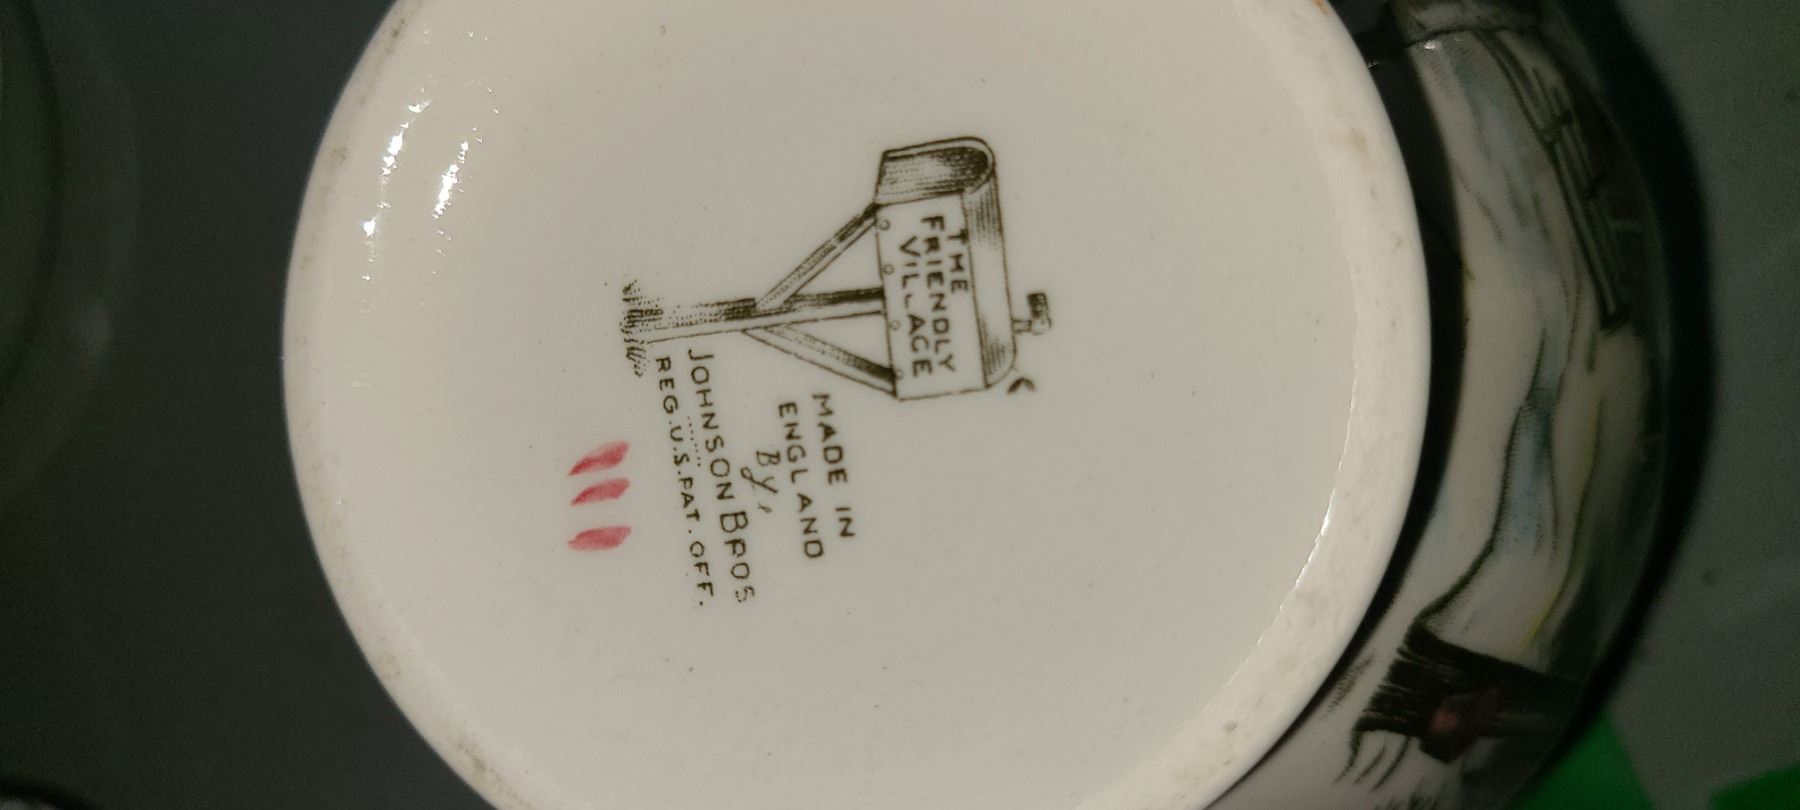 THE
FRIENDLY
VILLAGE
MADE IN
ENGLAND
By
JOHNSON BROS
REG.U.S.PAT.OFF.